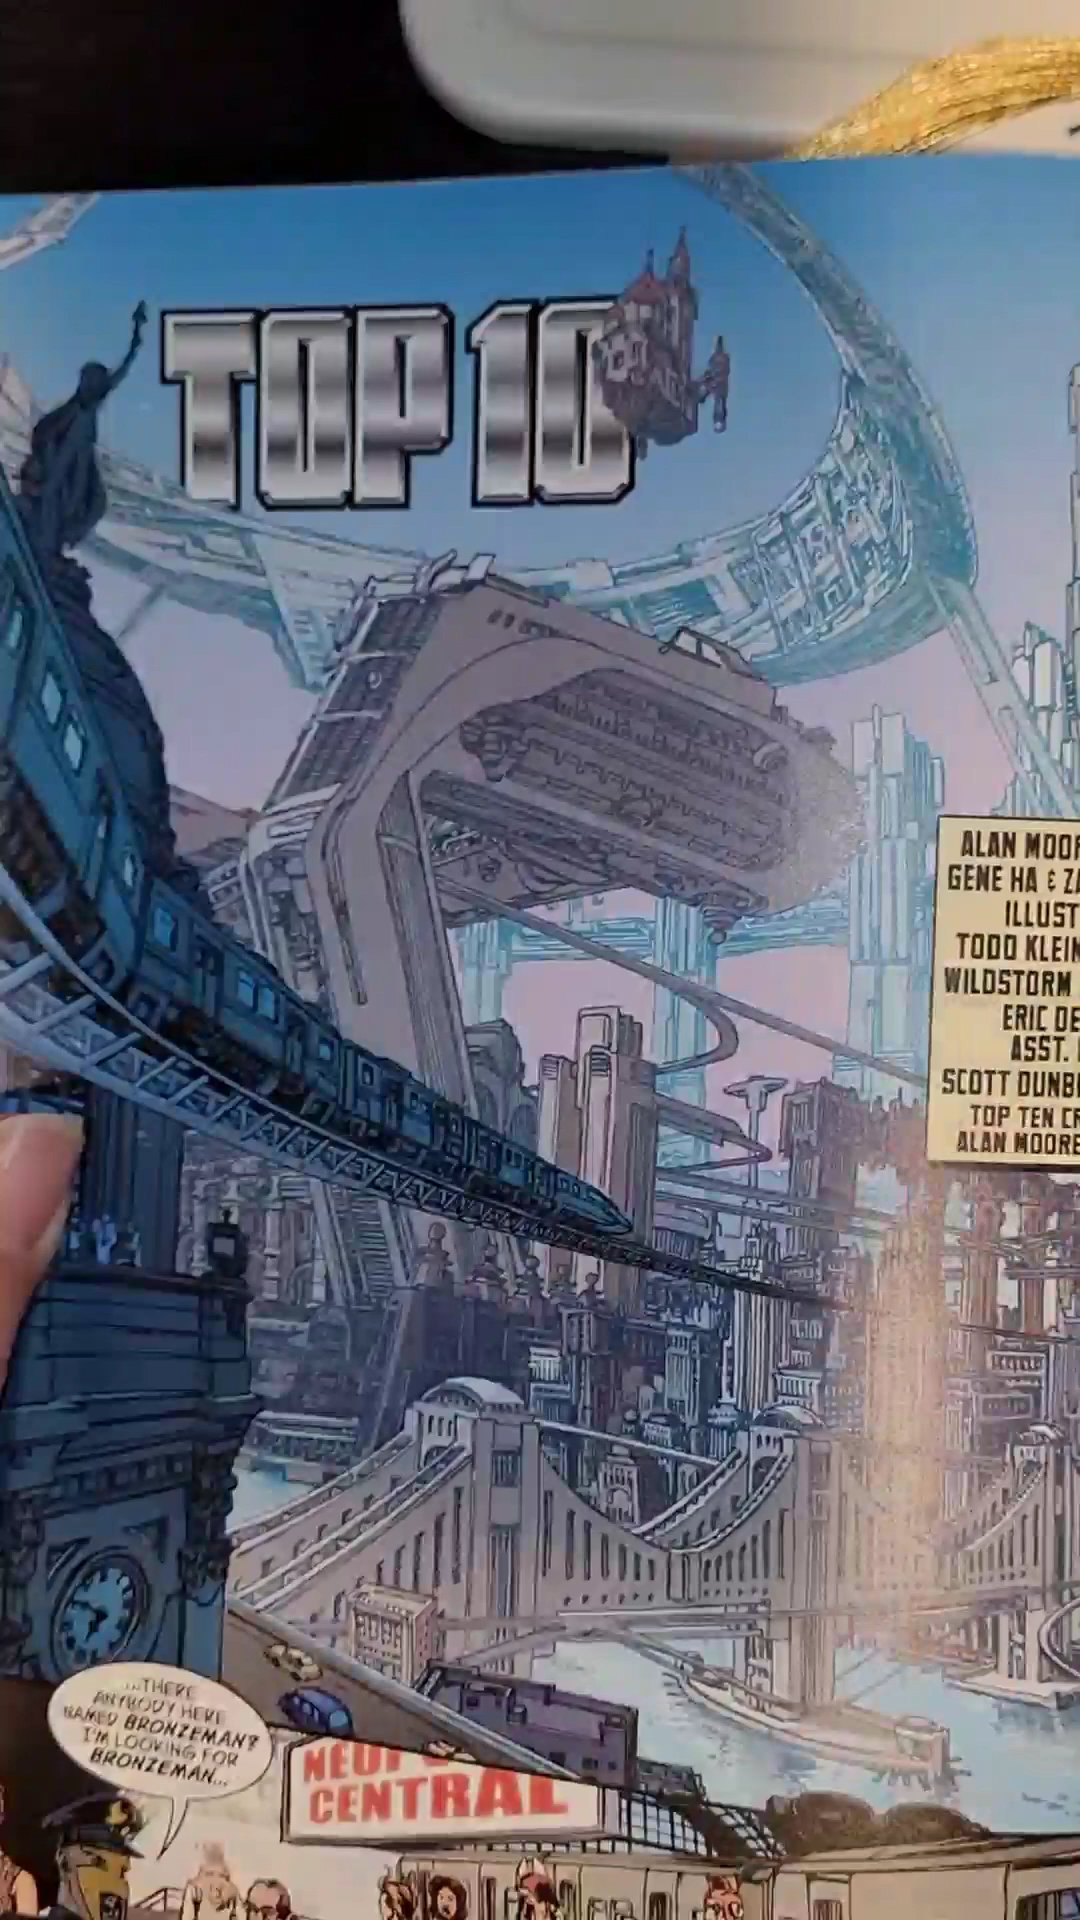 TOP 10
ALAN MOOR
GENE HA & ZA
ILLUST
TODD KLEIN
WILDSTORM
ERIC DE
ASST.
SCOTT DUNB
TOP TEN CR
ALAN MOORE
...THERE
ANYBODY HERE
NAMED BRONZEMAN?
I'M LOOKING FOR
BRONZEMAN...
NEOP
CENTRAL